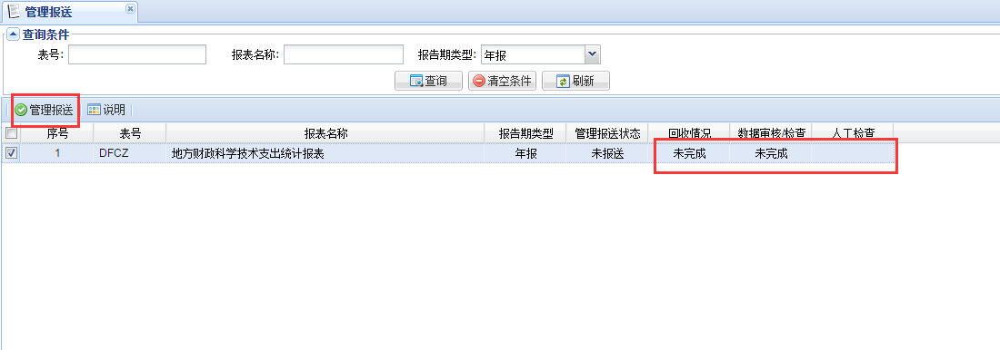 管理报送
查询条件
表号: 报表名称: 报告期类型: 年报
查询 清空条件 刷新
管理报送 说明
序号 表号 报表名称 报告期类型 管理报送状态 回收情况 数据审核/检查 人工检查
1 DFCZ 地方财政科学技术支出统计报表 年报 未报送 未完成 未完成